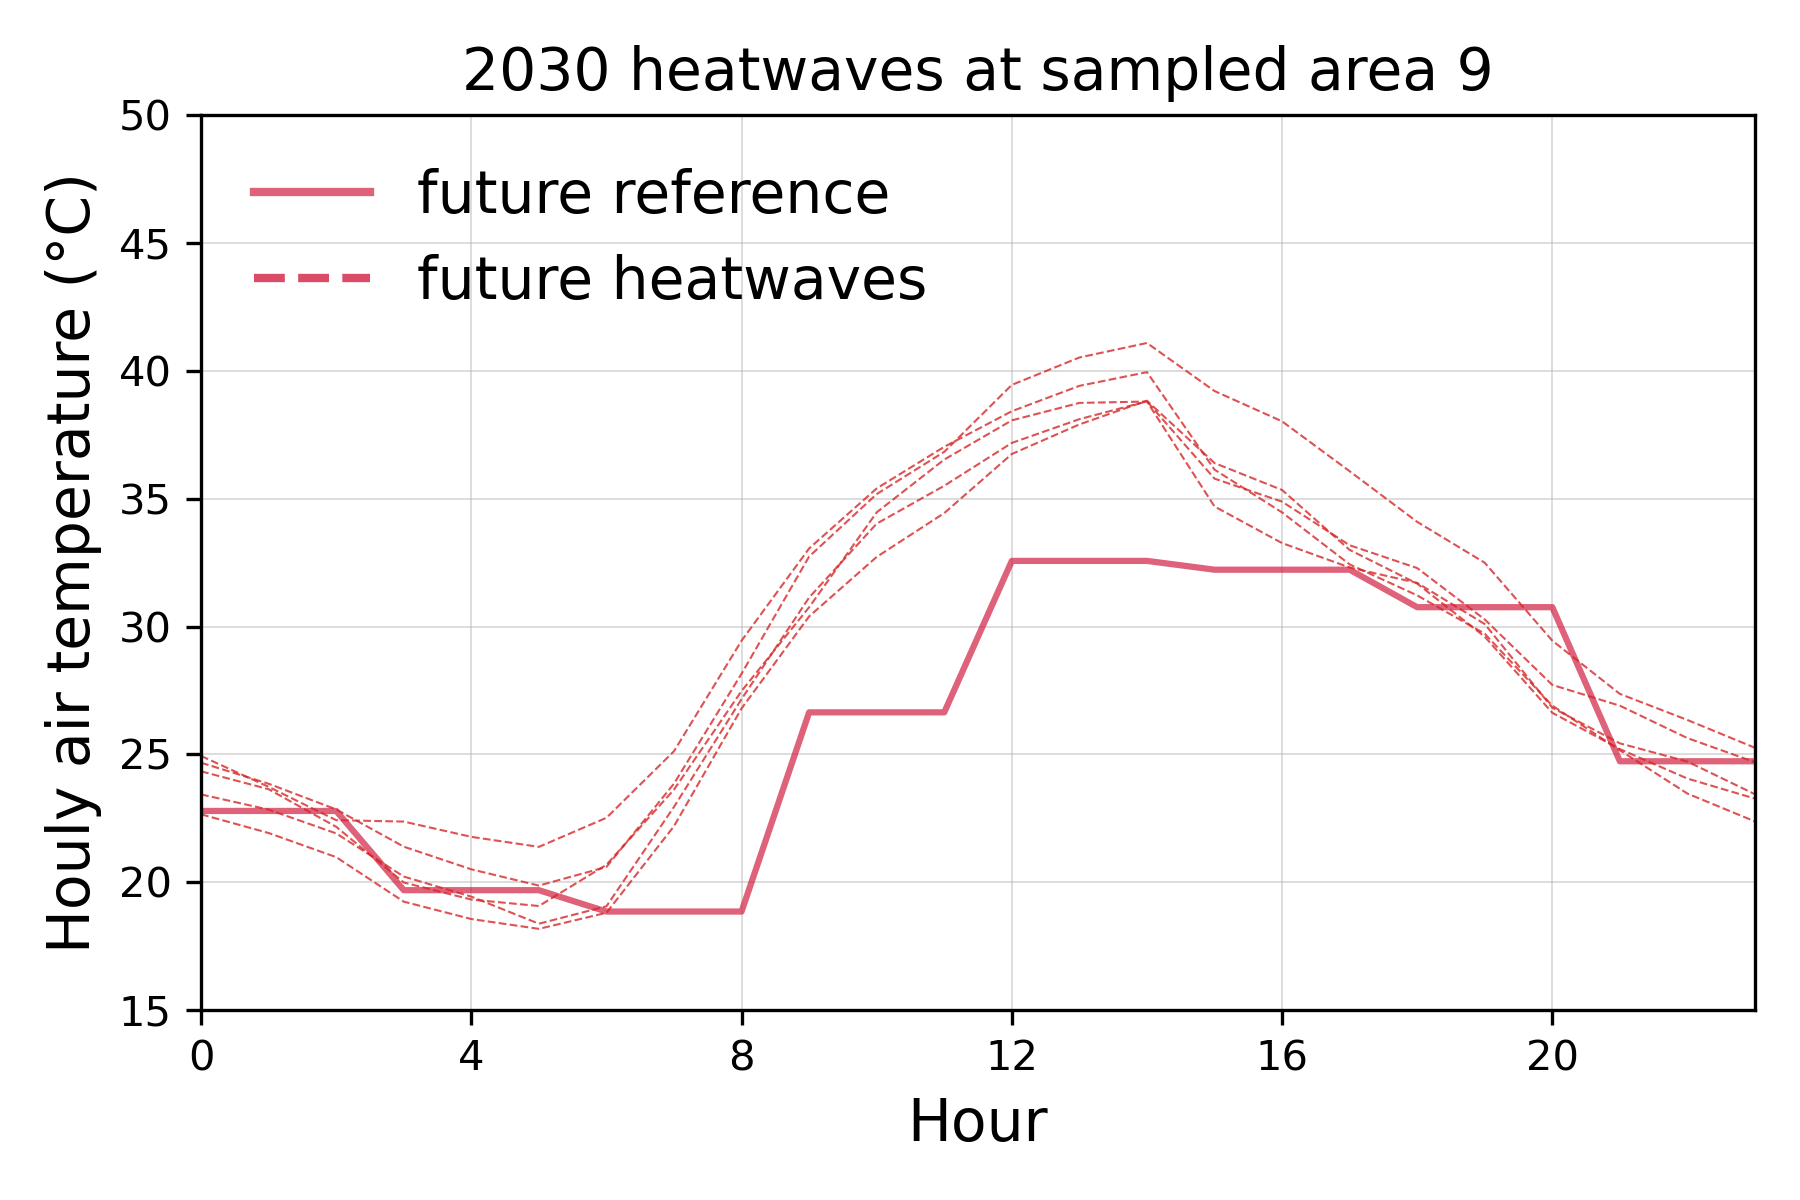 2030 heatwaves at sampled area 9
Houly air temperature (°C)
50
45
40
35
30
25
20
15
future reference
future heatwaves
0 4 8 12 16 20
Hour